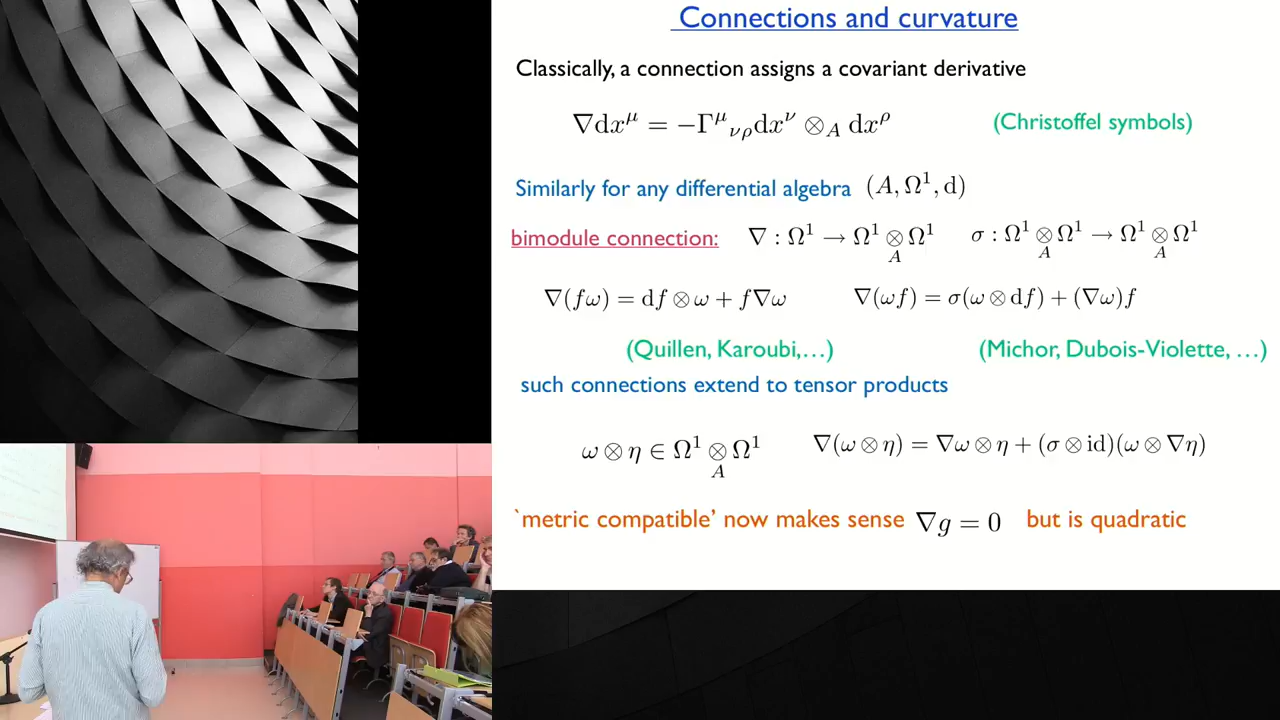 Connections and curvature
Classically, a connection assigns a covariant derivative
∇dx^μ = −Γ^μ_{νρ}dx^ν ⊗_A dx^ρ (Christoffel symbols)
Similarly for any differential algebra (A, Ω^1, d)
bimodule connection: ∇ : Ω^1 → Ω^1 ⊗_A Ω^1 σ : Ω^1 ⊗_A Ω^1 → Ω^1 ⊗_A Ω^1
∇(fω) = df ⊗ ω + f∇ω ∇(ωf) = σ(ω ⊗ df) + (∇ω)f
(Quillen, Karoubi,…) (Michor, Dubois-Violette, …)
such connections extend to tensor products
ω ⊗ η ∈ Ω^1 ⊗_A Ω^1 ∇(ω ⊗ η) = ∇ω ⊗ η + (σ ⊗ id)(ω ⊗ ∇η)
`metric compatible’ now makes sense ∇g = 0 but is quadratic